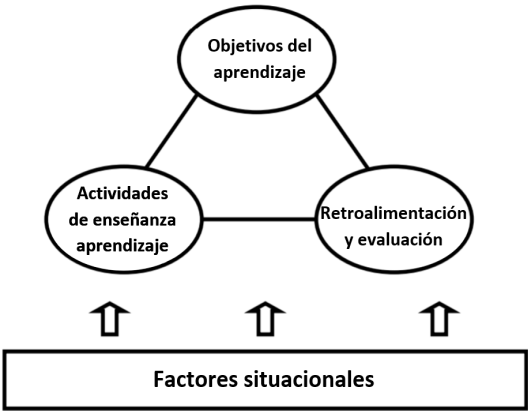 Objetivos del
aprendizaje
Actividades
de enseñanza
aprendizaje
Retroalimentación
y evaluación
Factores situacionales